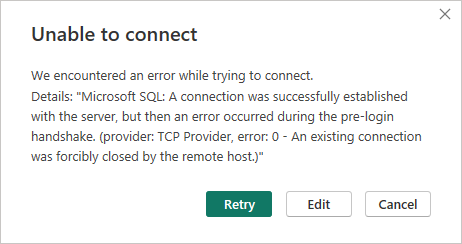 Unable to connect
We encountered an error while trying to connect.
Details: "Microsoft SQL: A connection was successfully established
with the server, but then an error occurred during the pre-login
handshake. (provider: TCP Provider, error: 0 - An existing connection
was forcibly closed by the remote host.)"
Retry
Edit
Cancel